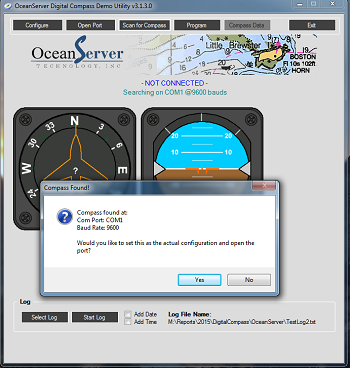 OceanServer Digital Compass Demo Utility v3.1.3.0
Configure Open Port Scan for Compass Program Compass Data Exit
OceanServer
TECHNOLOGY, INC
Little Brewster
BOSTON
Fl 10s 102ft
HORN
- NOT CONNECTED -
Searching on COM1 @9600 bauds
N
3
33
30
6
W
?
E
24
20
20
10
10
Compass Found!
Compass found at:
Com Port: COM1
Baud Rate: 9600
Would you like to set this as the actual configuration and open the
port?
Yes No
Log
Select Log Start Log Add Date Log File Name:
Add Time M:\Reports\2015\DigitalCompass\OceanServer\TestLog2.txt